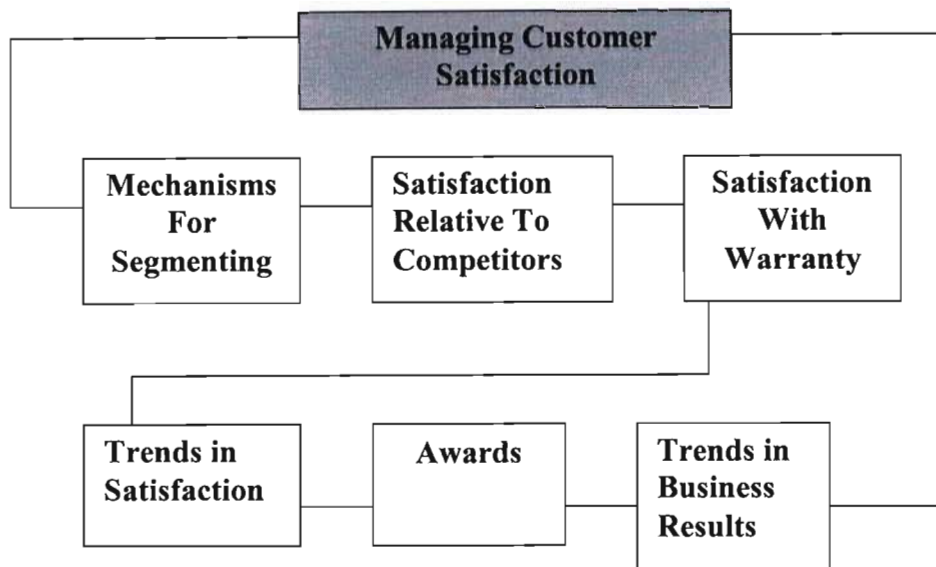 Managing Customer
Satisfaction
Mechanisms
For
Segmenting
Satisfaction
Relative To
Competitors
Satisfaction
With
Warranty
Trends in
Satisfaction
Awards
Trends in
Business
Results